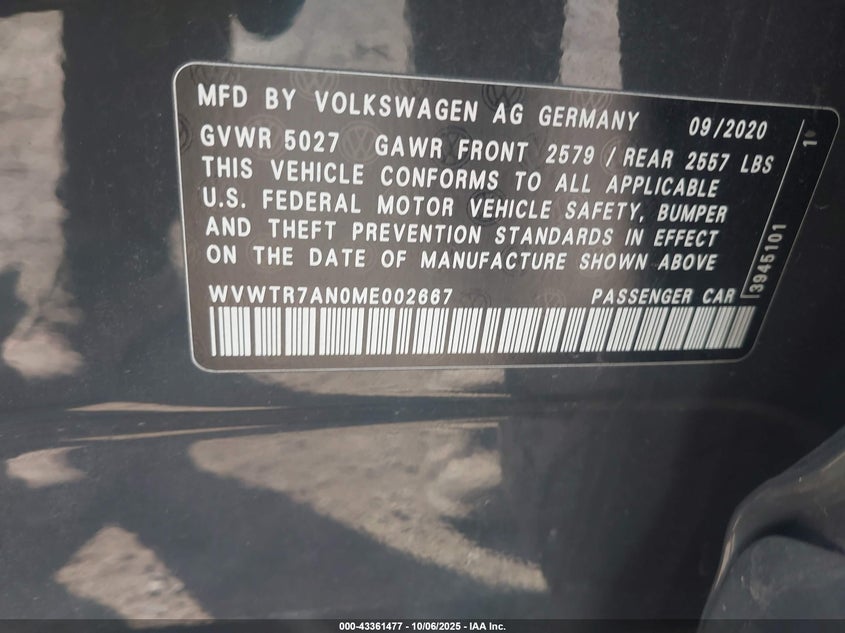 MFD BY VOLKSWAGEN AG GERMANY 09/2020
GVWR 5027 GAWR FRONT 2579 / REAR 2557 LBS
THIS VEHICLE CONFORMS TO ALL APPLICABLE
U.S. FEDERAL MOTOR VEHICLE SAFETY, BUMPER
AND THEFT PREVENTION STANDARDS IN EFFECT
ON THE DATE OF MANUFACTURE SHOWN ABOVE
WVWTR7AN0ME002667 PASSENGER CAR
3945101
1
000-43361477 - 10/06/2025 - IAA Inc.